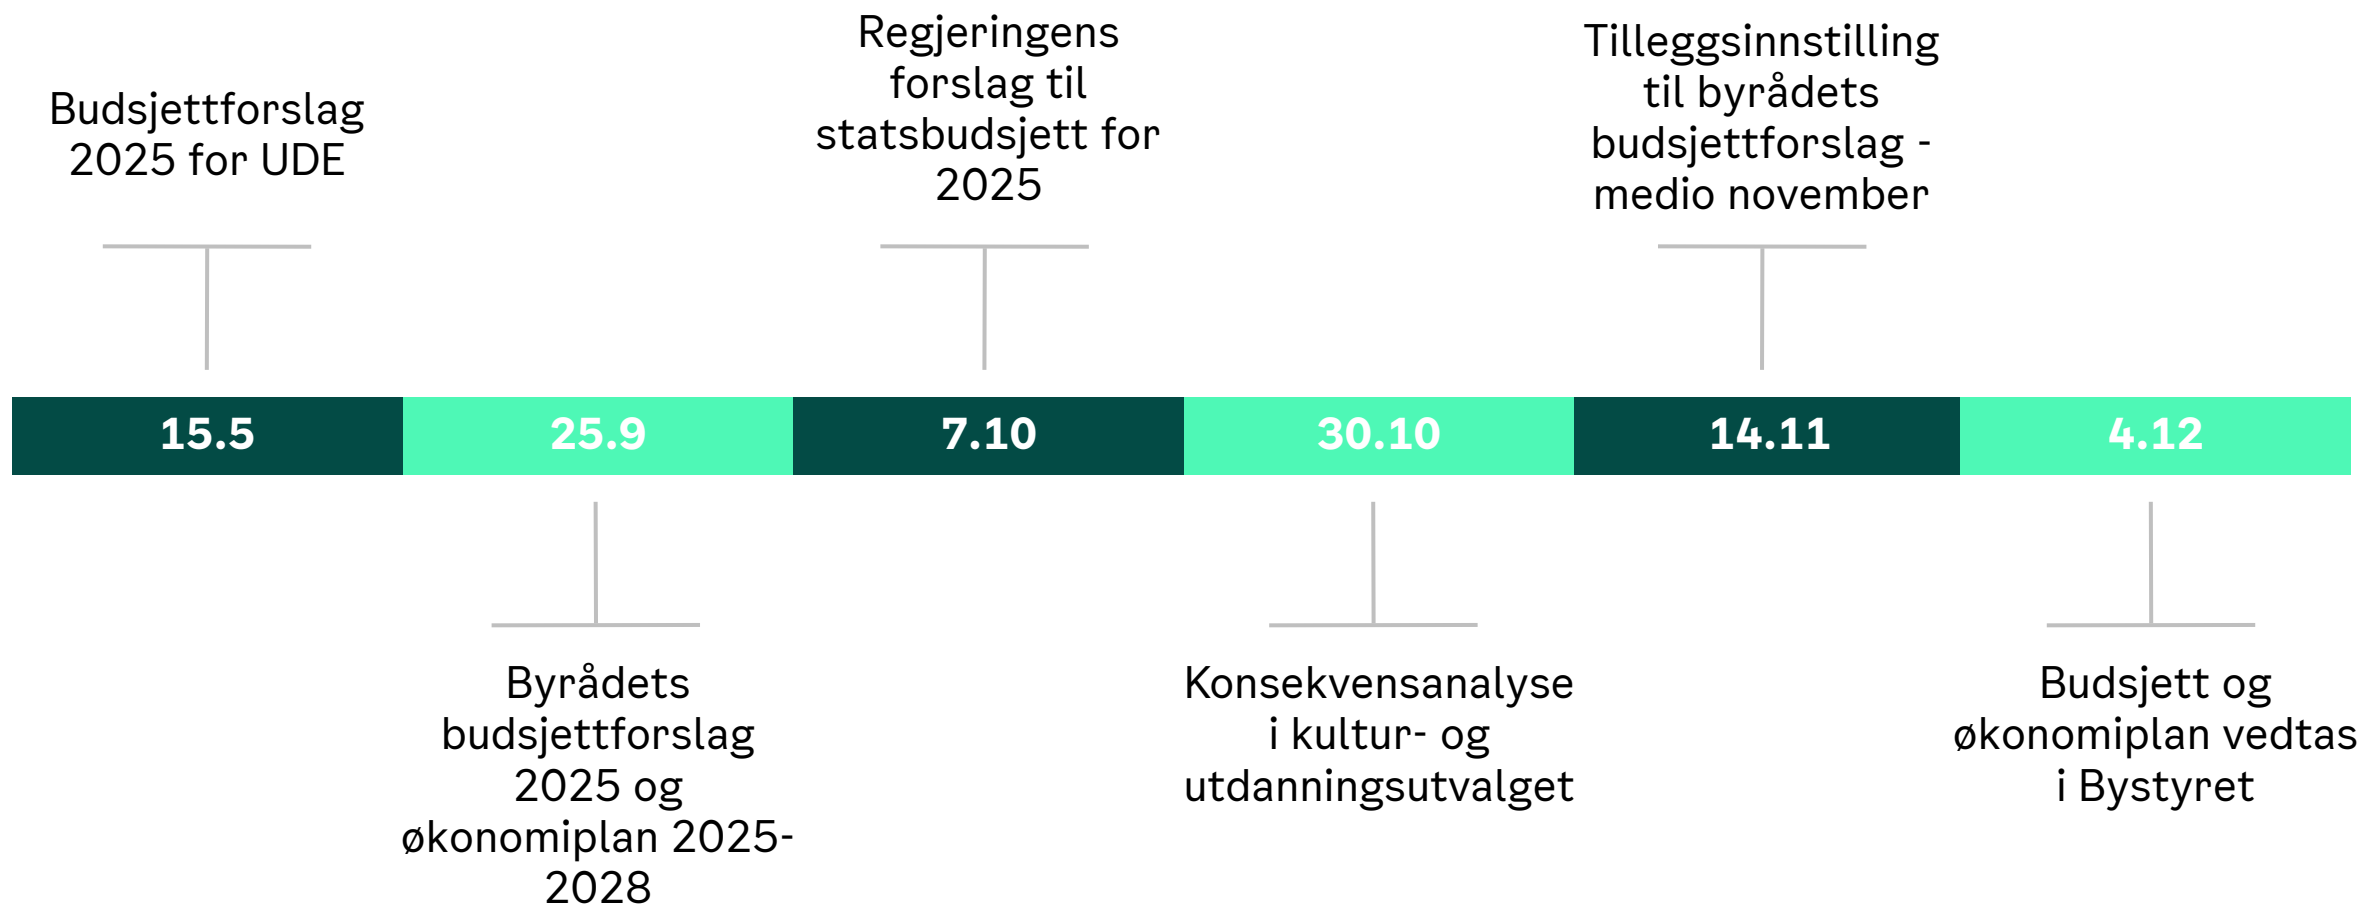 Budsjettforslag
2025 for UDE
Regjeringens
forslag til
statsbudsjett for
2025
Tilleggsinnstilling
til byrådets
budsjettforslag -
medio november
15.5
25.9
7.10
30.10
14.11
4.12
Byrådets
budsjettforslag
2025 og
økonomiplan 2025-
2028
Konsekvensanalyse
i kultur- og
utdanningsutvalget
Budsjett og
økonomiplan vedtas
i Bystyret